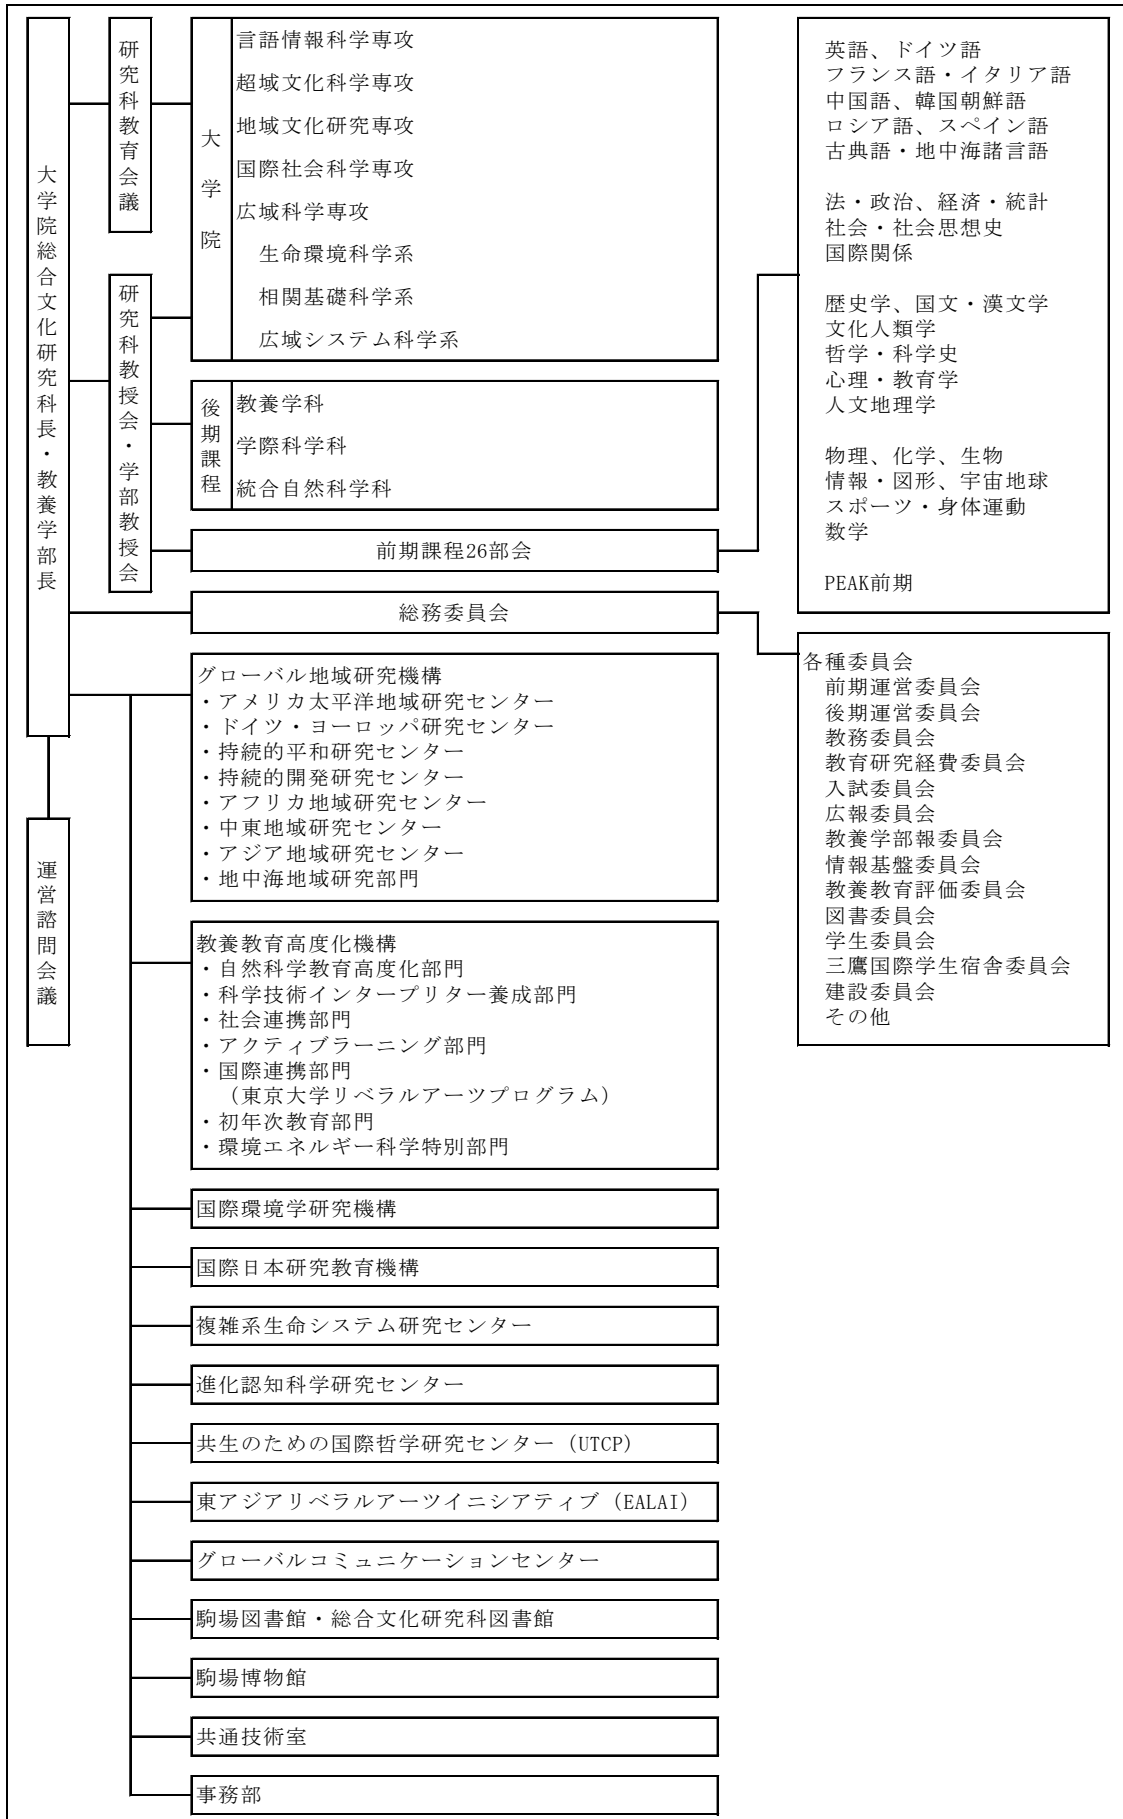 大学院総合文化研究科長・教養学部長
運営諮問会議
研究科教育会議
研究科教授会・学部教授会
大学院
言語情報科学専攻
超域文化科学専攻
地域文化研究専攻
国際社会科学専攻
広域科学専攻
生命環境科学系
相関基礎科学系
広域システム科学系
後期課程
教養学科
学際科学科
統合自然科学科
前期課程26部会
総務委員会
グローバル地域研究機構
・アメリカ太平洋地域研究センター
・ドイツ・ヨーロッパ研究センター
・持続的平和研究センター
・持続的開発研究センター
・アフリカ地域研究センター
・中東地域研究センター
・アジア地域研究センター
・地中海地域研究部門
教養教育高度化機構
・自然科学教育高度化部門
・科学技術インタープリター養成部門
・社会連携部門
・アクティブラーニング部門
・国際連携部門
（東京大学リベラルアーツプログラム）
・初年次教育部門
・環境エネルギー科学特別部門
国際環境学研究機構
国際日本研究教育機構
複雑系生命システム研究センター
進化認知科学研究センター
共生のための国際哲学研究センター（UTCP）
東アジアリベラルアーツイニシアティブ（EALAI）
グローバルコミュニケーションセンター
駒場図書館・総合文化研究科図書館
駒場博物館
共通技術室
事務部
英語、ドイツ語
フランス語・イタリア語
中国語、韓国朝鮮語
ロシア語、スペイン語
古典語・地中海諸言語
法・政治、経済・統計
社会・社会思想史
国際関係
歴史学、国文・漢文学
文化人類学
哲学・科学史
心理・教育学
人文地理学
物理、化学、生物
情報・図形、宇宙地球
スポーツ・身体運動
数学
PEAK前期
各種委員会
前期運営委員会
後期運営委員会
教務委員会
教育研究経費委員会
入試委員会
広報委員会
教養学部報委員会
情報基盤委員会
教養教育評価委員会
図書委員会
学生委員会
三鷹国際学生宿舎委員会
建設委員会
その他